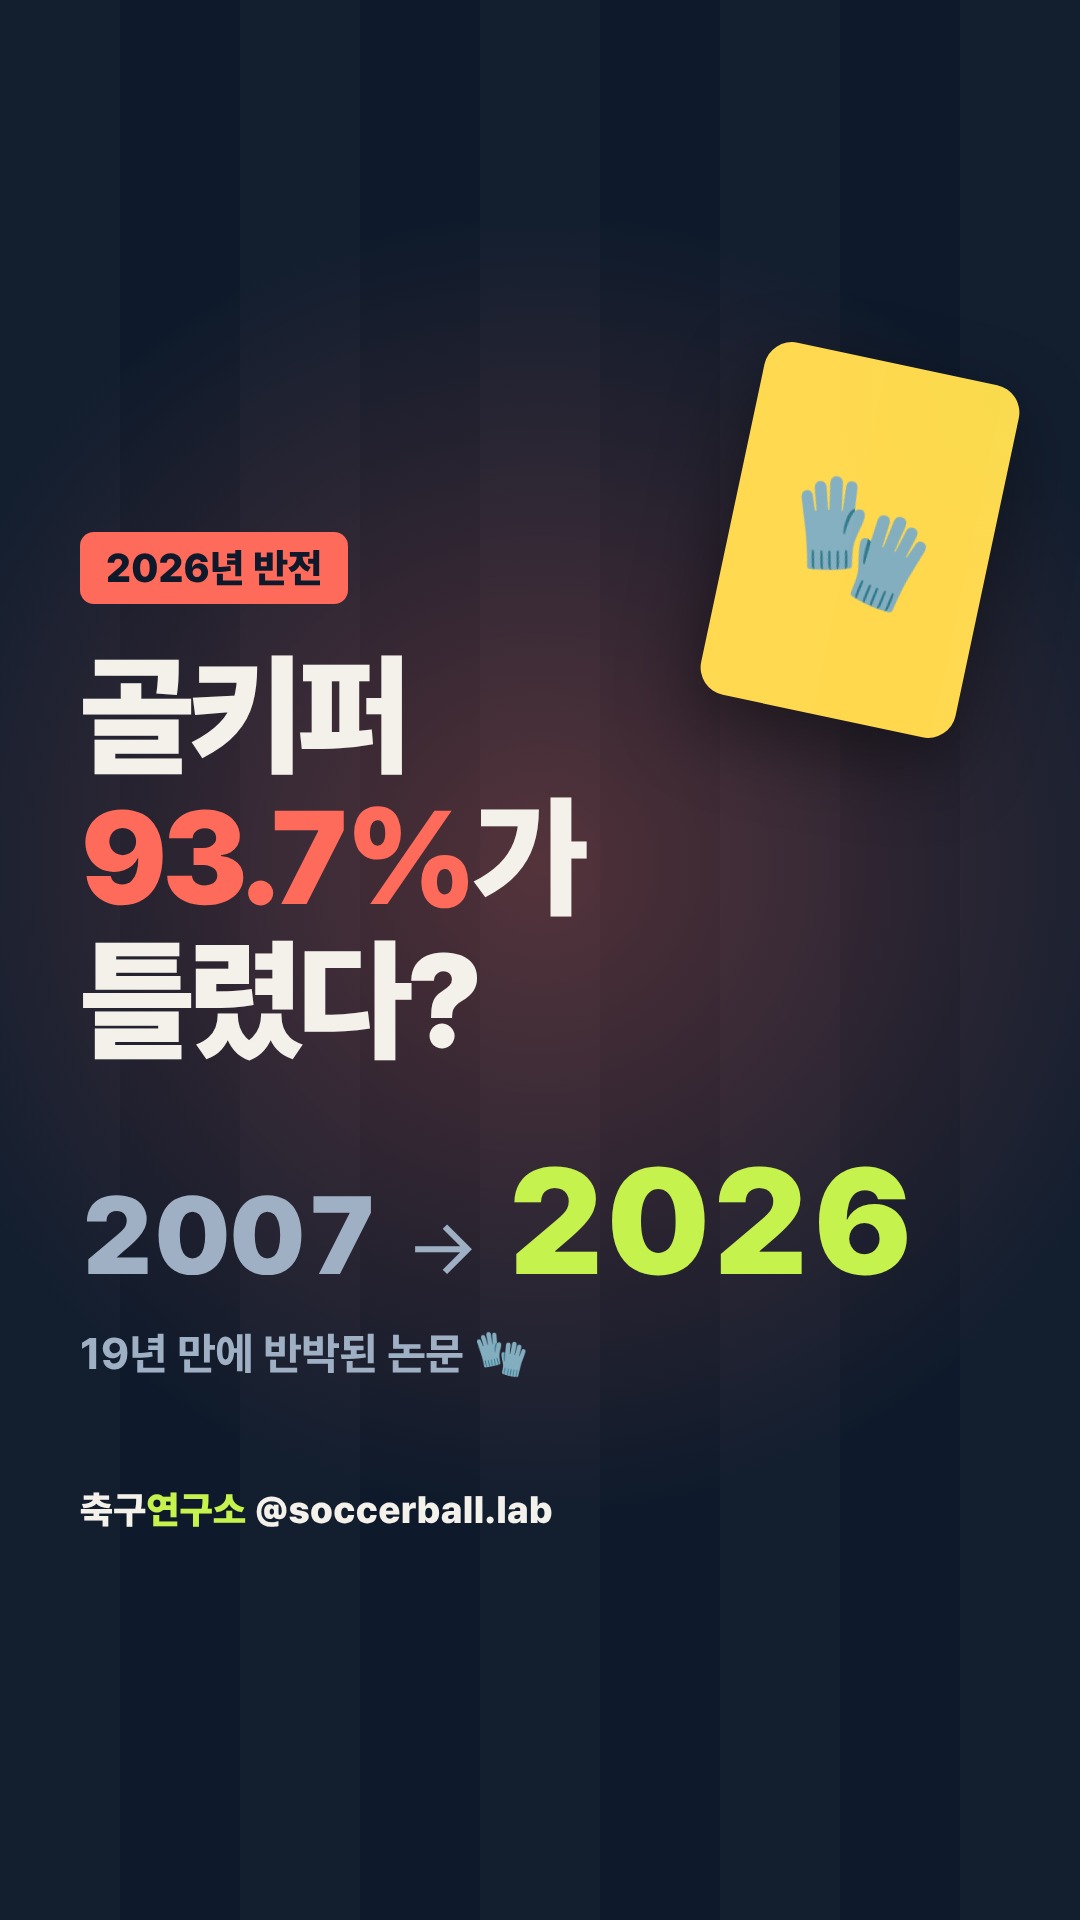 2026년 반전
골키퍼
93.7%가
틀렸다?
2007 → 2026
19년 만에 반박된 논문 🧤
축구연구소 @soccerball.lab